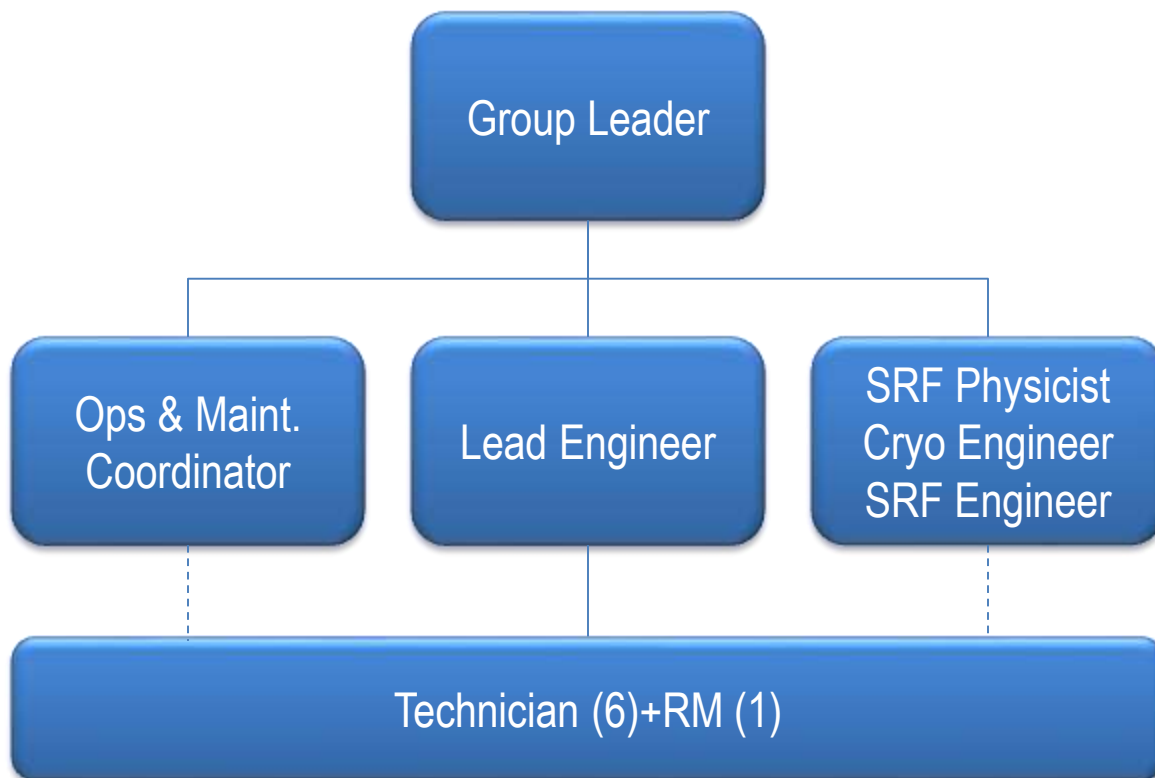 Group Leader
Ops & Maint.
Coordinator
Lead Engineer
SRF Physicist
Cryo Engineer
SRF Engineer
Technician (6)+RM (1)